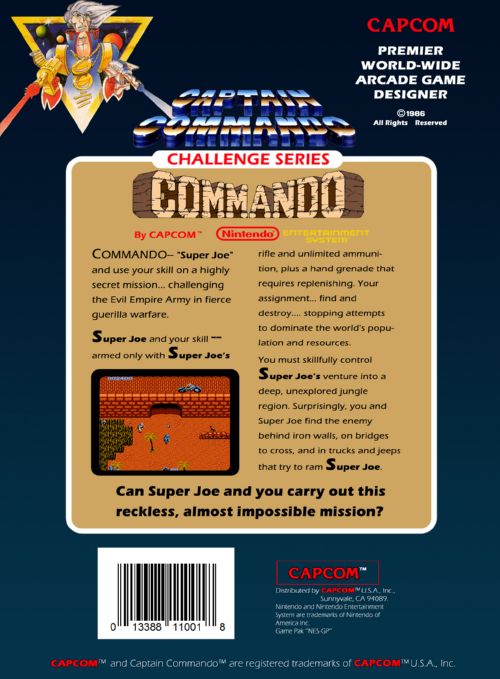 CAPCOM
PREMIER
WORLD-WIDE
ARCADE GAME
DESIGNER
©1986
All Rights Reserved
CAPTAIN
COMMANDO
CHALLENGE SERIES
COMMANDO
By CAPCOM™ Nintendo ENTERTAINMENT
SYSTEM™
COMMANDO— "Super Joe"
and use your skill on a highly
secret mission... challenging
the Evil Empire Army in fierce
guerilla warfare.
Super Joe and your skill --
armed only with Super Joe's
002400
rifle and unlimited ammuni-
tion, plus a hand grenade that
requires replenishing. Your
assignment... find and
destroy.... stopping attempts
to dominate the world's popu-
lation and resources.
You must skillfully control
Super Joe's venture into a
deep, unexplored jungle
region. Surprisingly, you and
Super Joe find the enemy
behind iron walls, on bridges
to cross, and in trucks and jeeps
that try to ram Super Joe.
Can Super Joe and you carry out this
reckless, almost impossible mission?
0 13388 11001 8
CAPCOM™
Distributed by CAPCOM™ U.S.A., Inc.,
Sunnyvale, CA 94089.
Nintendo and Nintendo Entertainment
System are trademarks of Nintendo of
America Inc.
Game Pak "NES-GP"
CAPCOM™ and Captain Commando™ are registered trademarks of CAPCOM™ U.S.A., Inc.